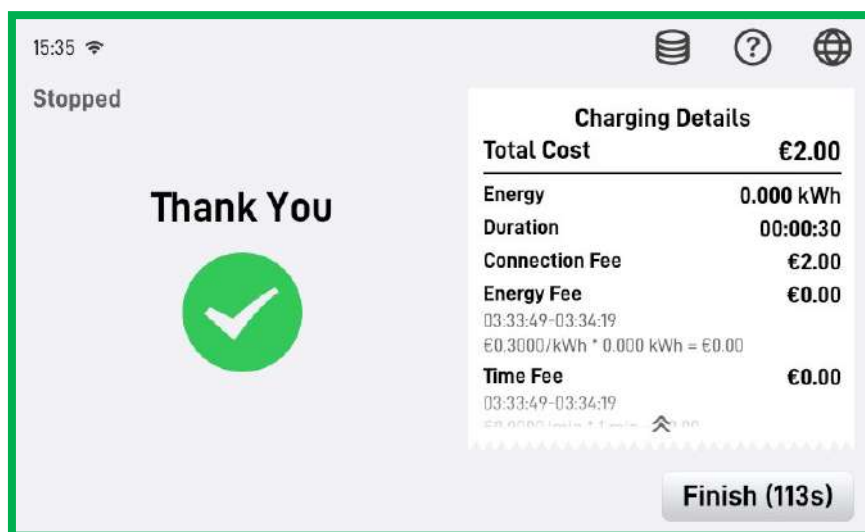 15:35
Stopped
Thank You
Charging Details
Total Cost €2.00
Energy 0.000 kWh
Duration 00:00:30
Connection Fee €2.00
Energy Fee €0.00
03:33:49-03:34:19
€0.3000/kWh * 0.000 kWh = €0.00
Time Fee €0.00
03:33:49-03:34:19
Finish (113s)